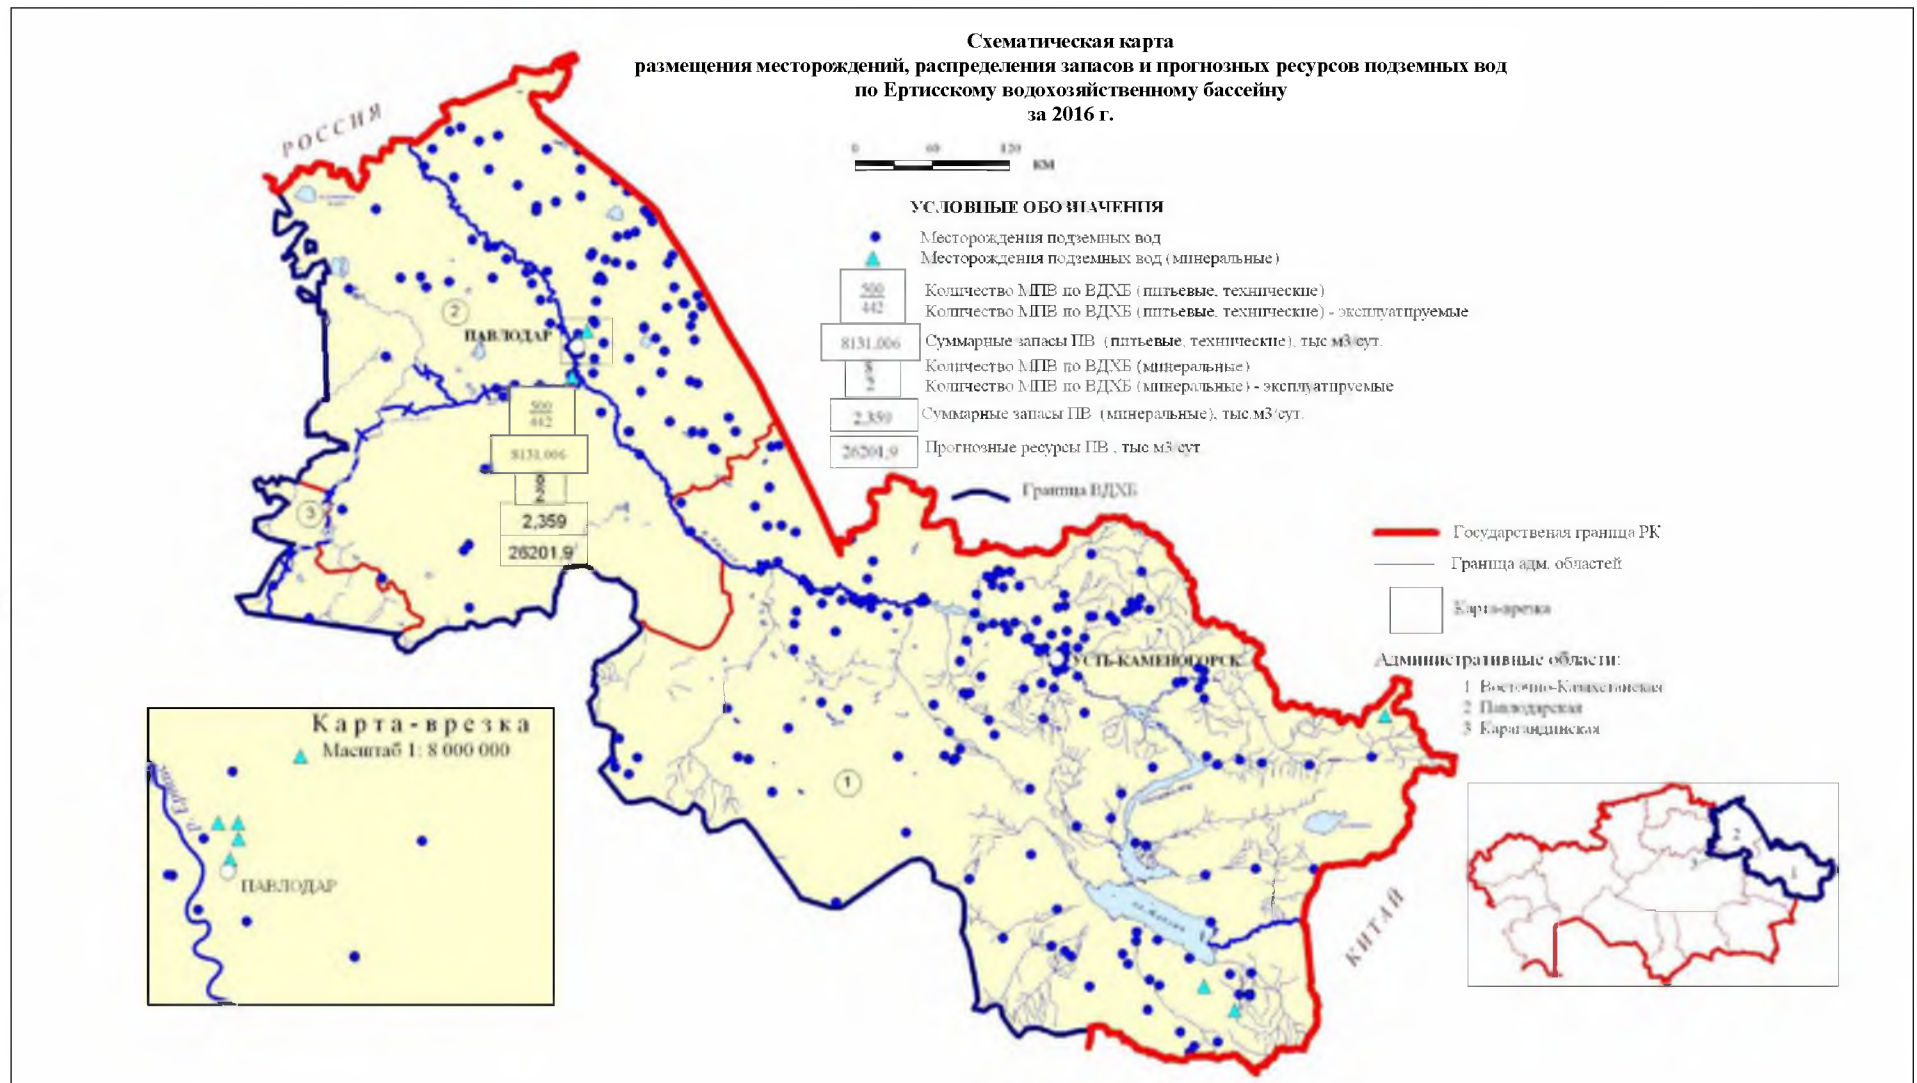 Схематическая карта
размещения месторождений, распределения запасов и прогнозных ресурсов подземных вод
по Ертисскому водохозяйственному бассейну
за 2016 г.
0 60 120
КМ
РОССИЯ
УСЛОВНЫЕ ОБОЗНАЧЕНИЯ
Месторождения подземных вод
Месторождения подземных вод (минеральные)
500
442
Количество МПВ по ВДХБ (питьевые, технические)
Количество МПВ по ВДХБ (питьевые, технические) - эксплуатируемые
8131.006
Суммарные запасы ПВ (питьевые, технические), тыс м3/сут.
Количество МПВ по ВДХБ (минеральные)
Количество МПВ по ВДХБ (минеральные) - эксплуатируемые
2.359
Суммарные запасы ПВ (минеральные), тыс.м3/сут.
26201,9
Прогнозные ресурсы ПВ , тыс м3/сут
Граница ВДХБ
Государственая граница РК
Граница адм. областей
Карта-врезка
Административные области:
1 Восточно-Казахстанская
2 Павлодарская
3 Карагандинская
2
ПАВЛОДАР
500
442
8131.006
2,359
26201,9
3
УСТЬ-КАМЕНОГОРСК
1
КИТАЙ
Карта-врезка
Масштаб 1: 8 000 000
р. Ертис
ПАВЛОДАР
2
3
1